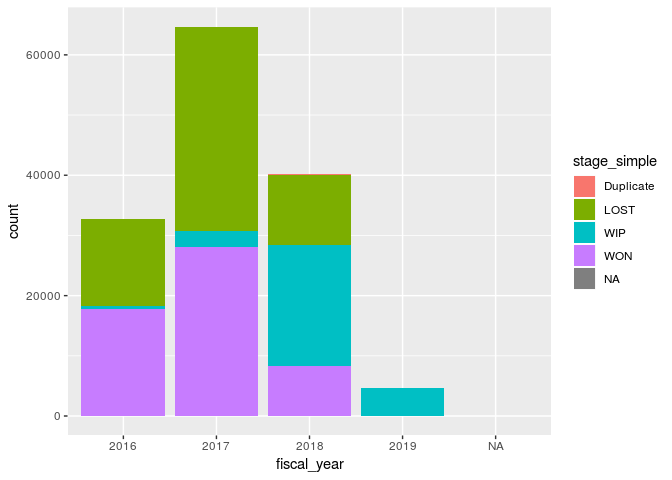 60000
40000
20000
0
count
2016 2017 2018 2019 NA
fiscal_year
stage_simple
Duplicate
LOST
WIP
WON
NA